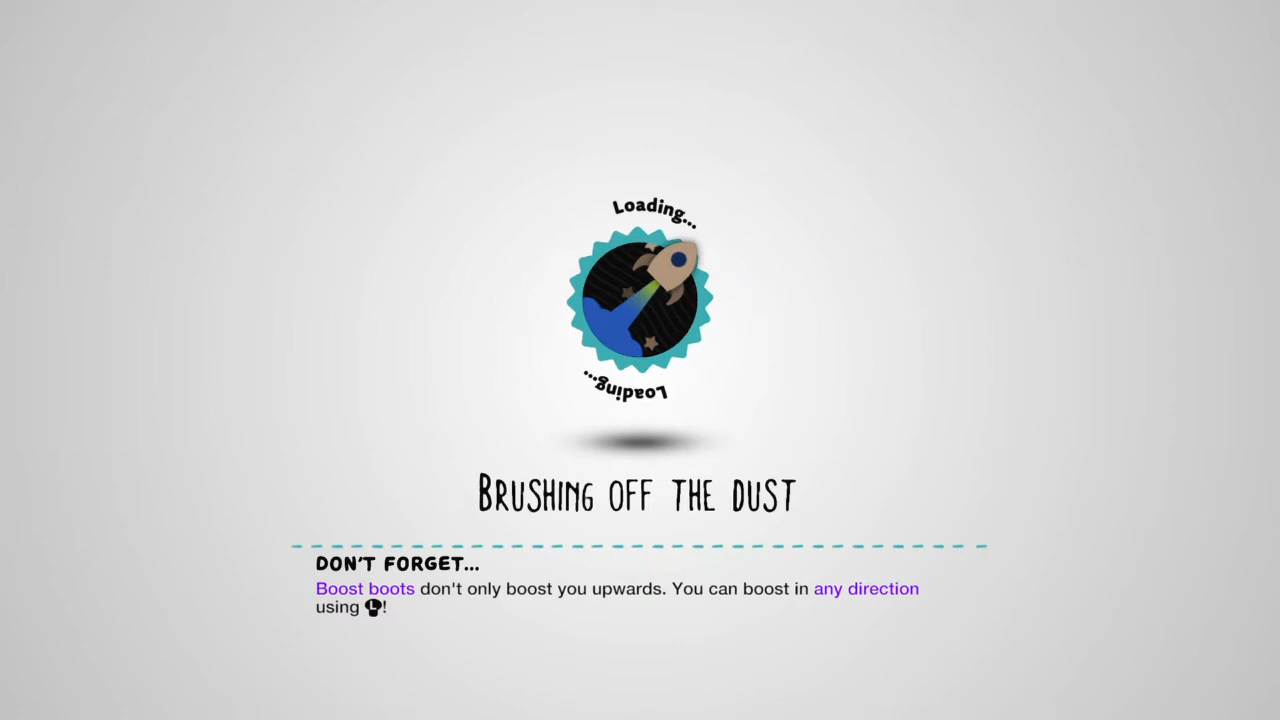 Loading...
Loading...
Brushing off the dust
Don't forget...
Boost boots don't only boost you upwards. You can boost in any direction
using L!